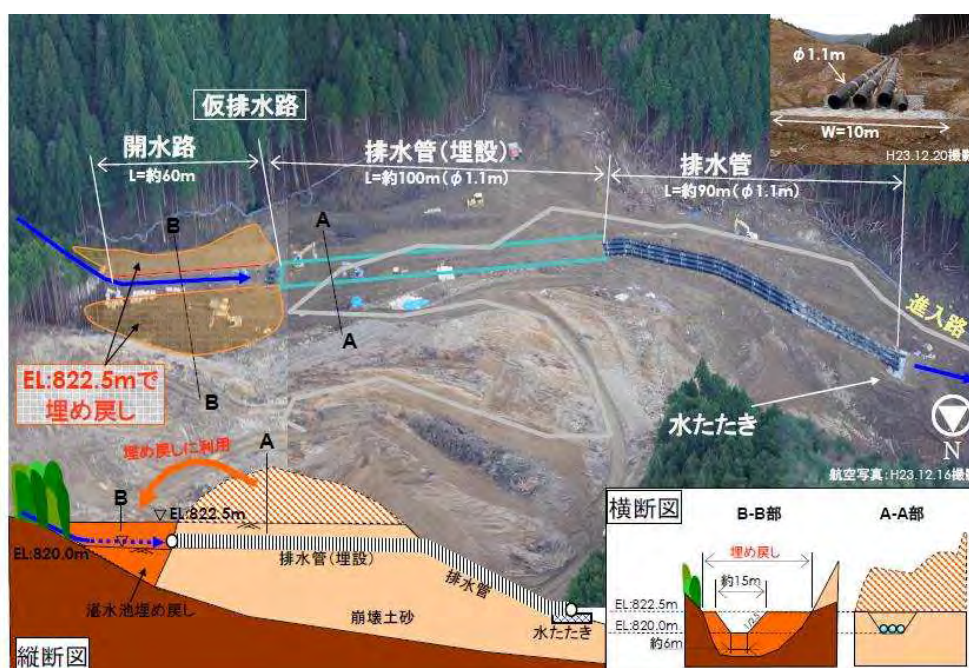 φ1.1m
W=10m
H23.12.20撮影
仮排水路
開水路
L=約60m
排水管(埋設)
L=約100m(φ1.1m)
排水管
L=約90m(φ1.1m)
B
A
A
B
進入路
EL:822.5mで
埋め戻し
水たたき
N
航空写真:H23.12.16撮影
埋め戻しに利用
A
B
▽EL:822.5m
EL:820.0m
排水管(埋設)
排水管
湛水池埋め戻し
崩壊土砂
水たたき
縦断図
横断図
B-B部
A-A部
埋め戻し
約15m
EL:822.5m
EL:820.0m
約6m